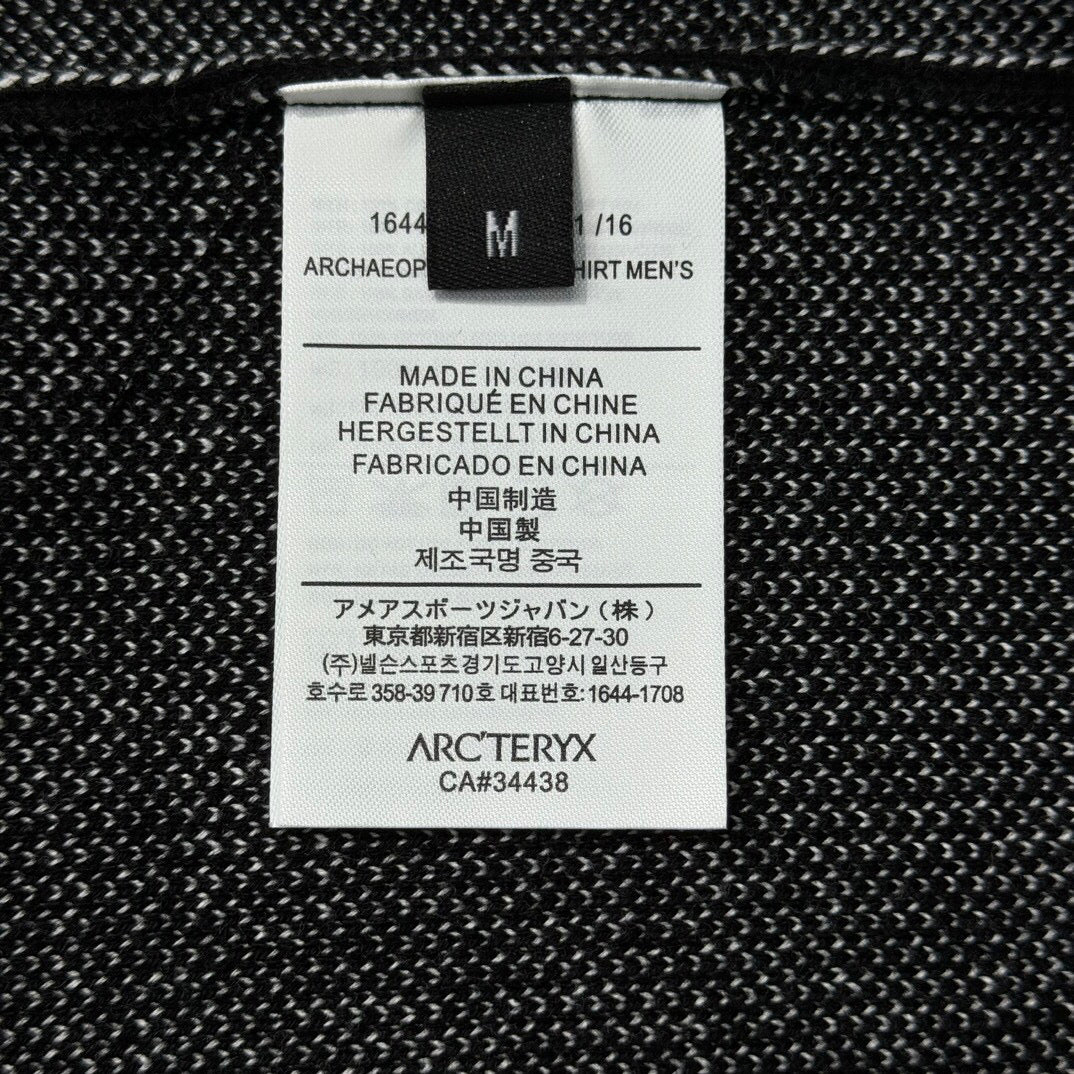 1644 M 1 /16
ARCHAEOP HIRT MEN'S
MADE IN CHINA
FABRIQUÉ EN CHINE
HERGESTELLT IN CHINA
FABRICADO EN CHINA
中国制造
中国製
제조국명 중국
アメアスポーツジャパン（株）
東京都新宿区新宿6-27-30
(주)넬슨스포츠경기도고양시 일산등구
호수로 358-39 710호 대표번호: 1644-1708
ARC'TERYX
CA#34438